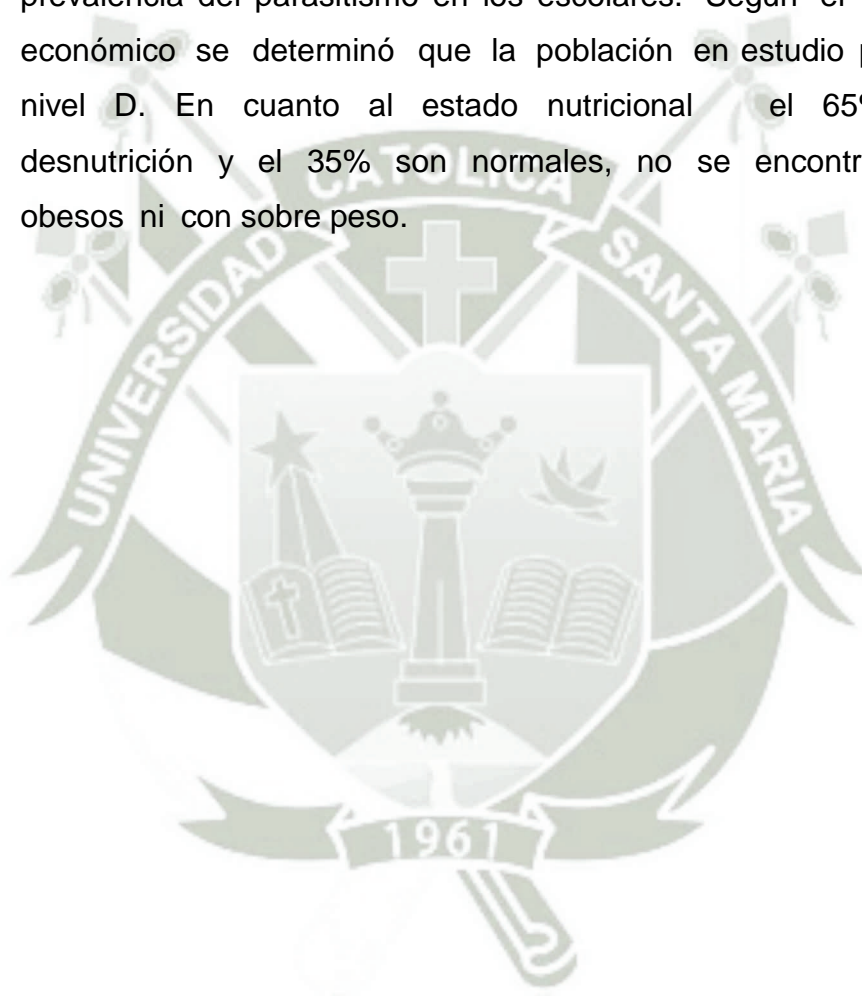 prevalencia del parasitismo en los escolares. Según el
económico se determinó que la población en estudio p
nivel D. En cuanto al estado nutricional el 65%
desnutrición y el 35% son normales, no se encontr
obesos ni con sobre peso.
UNIVERSIDAD CATOLICA SANTA MARIA
1961